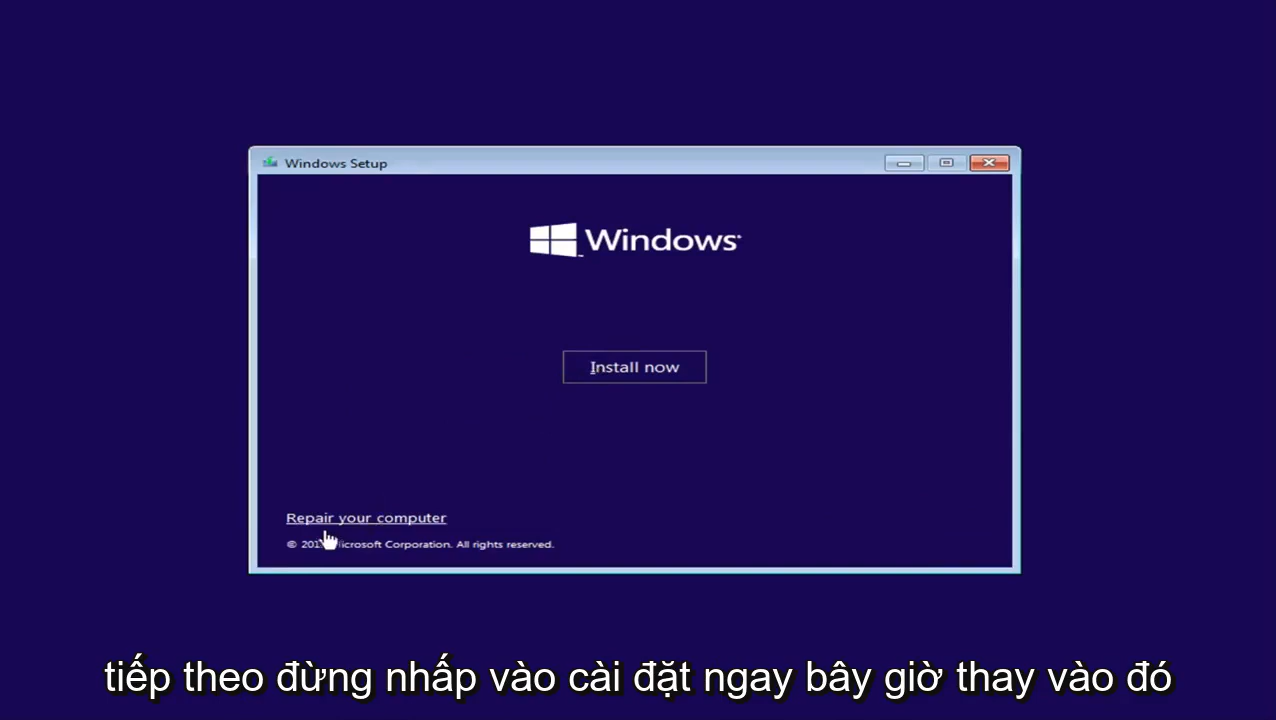 Windows Setup
Windows
Install now
Repair your computer
© Microsoft Corporation. All rights reserved.
tiếp theo đừng nhấp vào cài đặt ngay bây giờ thay vào đó